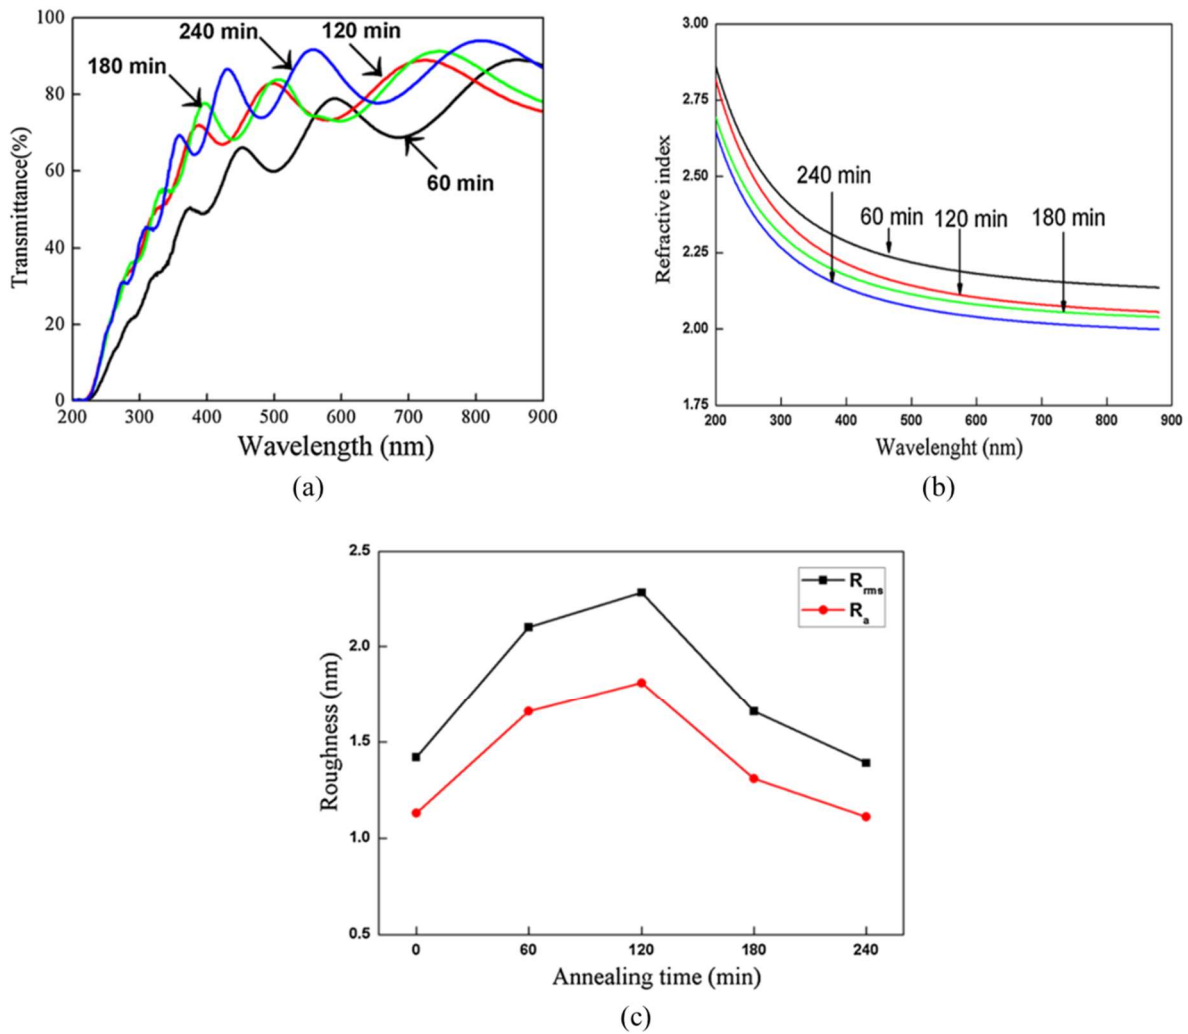 100
80
60
40
20
0
Transmittance(%)
240 min
120 min
180 min
60 min
200 300 400 500 600 700 800 900
Wavelength (nm)
(a)
3.00
2.75
2.50
2.25
2.00
1.75
Refractive index
240 min
60 min
120 min
180 min
200 300 400 500 600 700 800 900
Wavelenght (nm)
(b)
2.5
2.0
1.5
1.0
0.5
Roughness (nm)
Rrms
Ra
0 60 120 180 240
Annealing time (min)
(c)